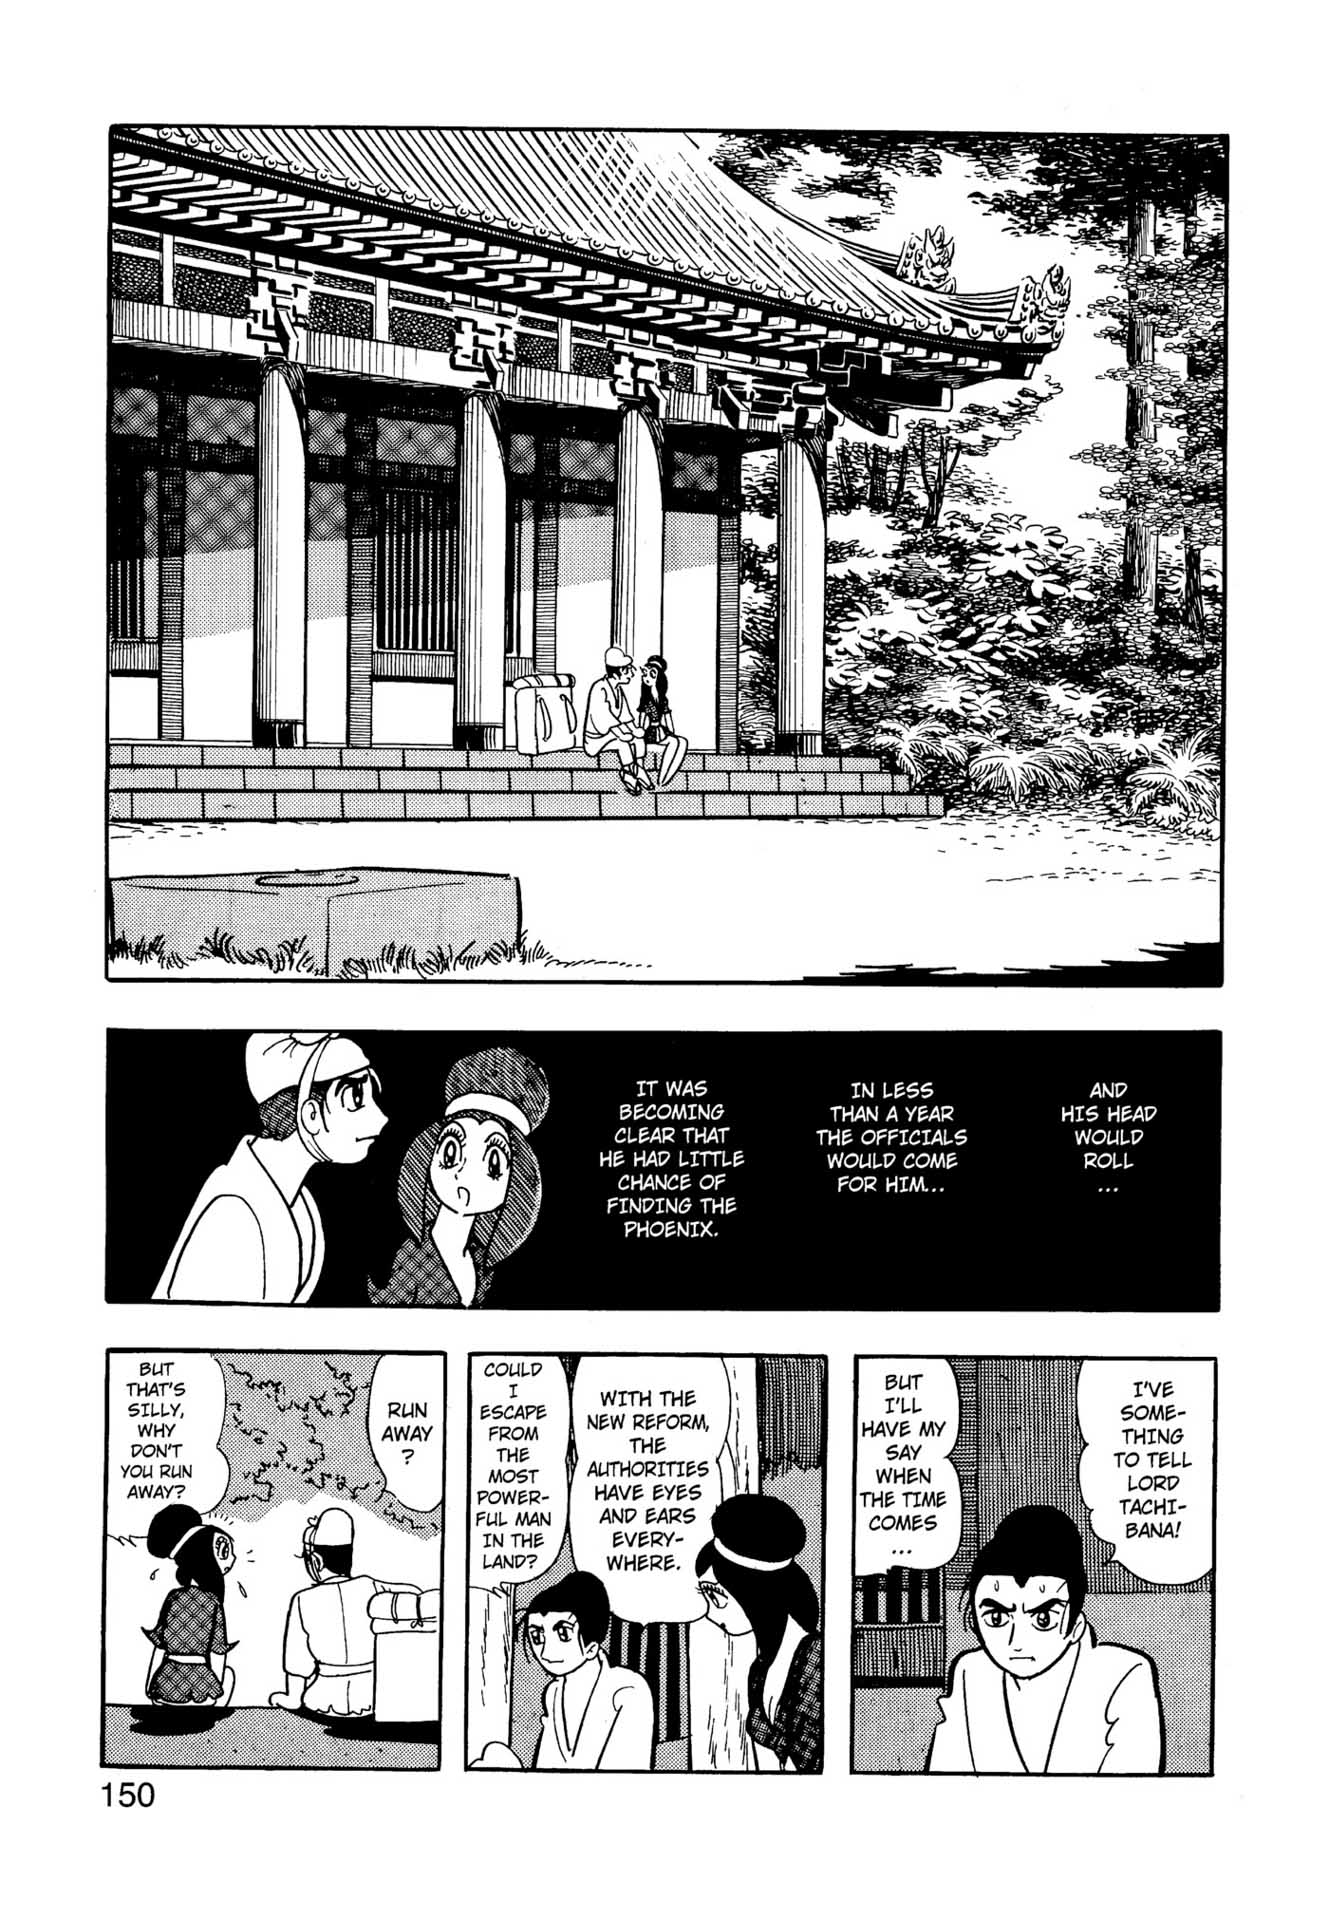 IT WAS
BECOMING
CLEAR THAT
HE HAD LITTLE
CHANCE OF
FINDING THE
PHOENIX.
IN LESS
THAN A YEAR
THE OFFICIALS
WOULD COME
FOR HIM...
AND
HIS HEAD
WOULD
ROLL
...
BUT
THAT'S
SILLY,
WHY
DON'T
YOU RUN
AWAY?
RUN
AWAY
?
COULD
I
ESCAPE
FROM
THE
MOST
POWER-
FUL MAN
IN THE
LAND?
WITH THE
NEW REFORM,
THE
AUTHORITIES
HAVE EYES
AND EARS
EVERY-
WHERE.
BUT
I'LL
HAVE MY
SAY
WHEN
THE TIME
COMES
...
I'VE
SOME-
THING
TO TELL
LORD
TACHI-
BANA!
150